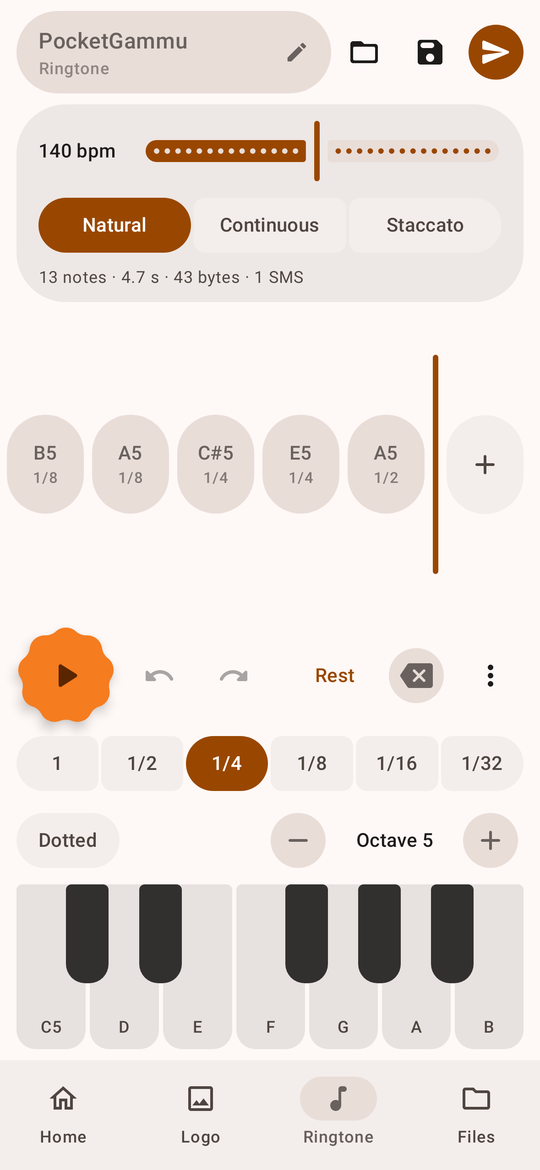 PocketGammu
Ringtone
140 bpm
Natural Continuous Staccato
13 notes · 4.7 s · 43 bytes · 1 SMS
B5 A5 C#5 E5 A5
1/8 1/8 1/4 1/4 1/2
Rest
1 1/2 1/4 1/8 1/16 1/32
Dotted Octave 5
C5 D E F G A B
Home Logo Ringtone Files